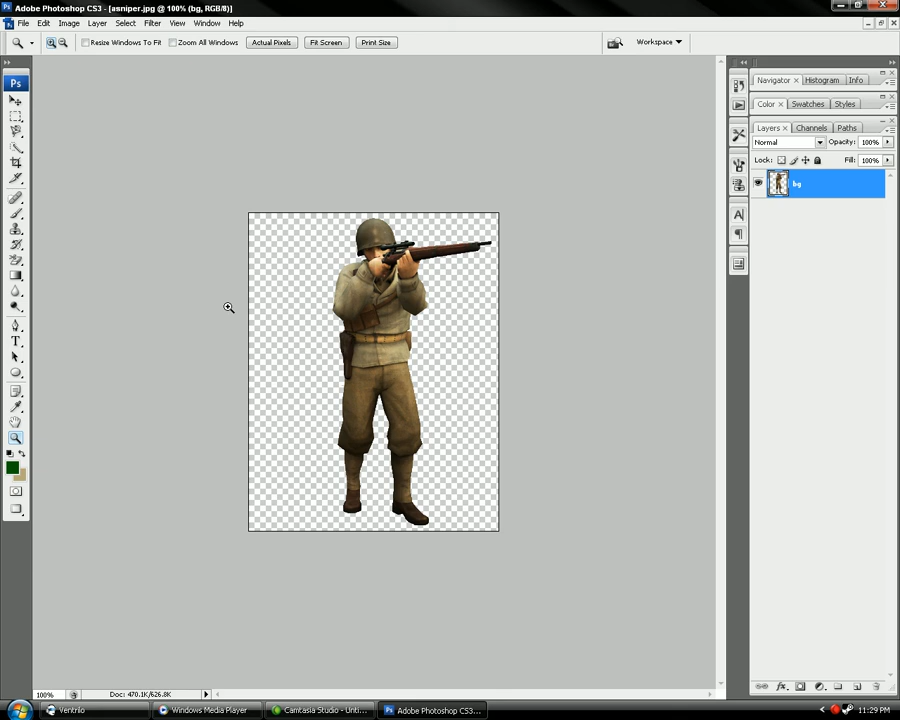 Adobe Photoshop CS3 - [asniper.jpg @ 100% (bg, RGB/8)]
File Edit Image Layer Select Filter View Window Help
Resize Windows To Fit Zoom All Windows Actual Pixels Fit Screen Print Size Workspace
Ps
Navigator × Histogram Info
Color × Swatches Styles
Layers × Channels Paths
Normal Opacity: 100%
Lock: Fill: 100%
bg
100% Doc: 470.1K/626.8K
Ventrilo Windows Media Player Camtasia Studio - Unti... Adobe Photoshop CS3... 11:29 PM